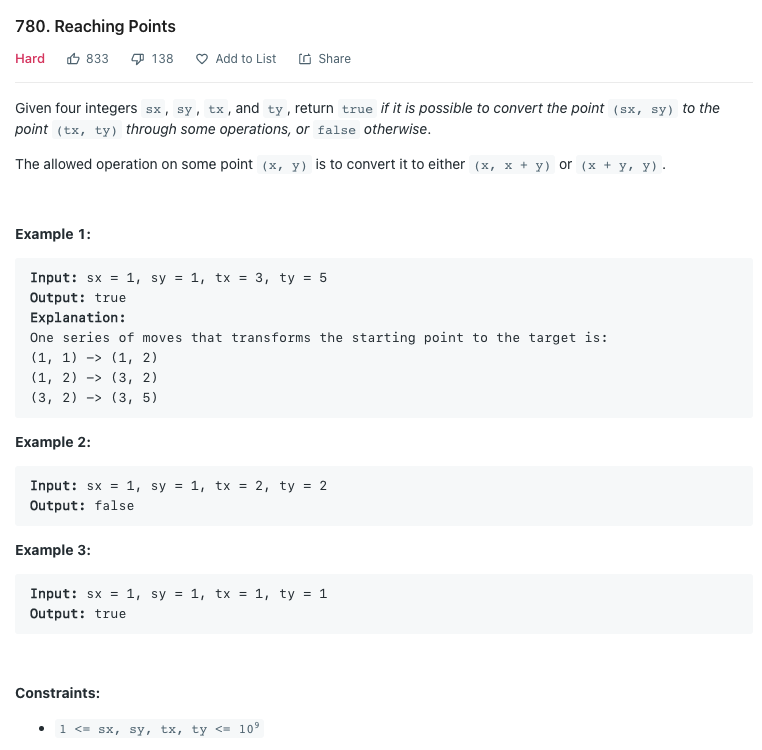 780. Reaching Points
Hard 833 138 Add to List Share
Given four integers sx, sy, tx, and ty, return true if it is possible to convert the point (sx, sy) to the
point (tx, ty) through some operations, or false otherwise.
The allowed operation on some point (x, y) is to convert it to either (x, x + y) or (x + y, y).
Example 1:
Input: sx = 1, sy = 1, tx = 3, ty = 5
Output: true
Explanation:
One series of moves that transforms the starting point to the target is:
(1, 1) -> (1, 2)
(1, 2) -> (3, 2)
(3, 2) -> (3, 5)
Example 2:
Input: sx = 1, sy = 1, tx = 2, ty = 2
Output: false
Example 3:
Input: sx = 1, sy = 1, tx = 1, ty = 1
Output: true
Constraints:
• 1 <= sx, sy, tx, ty <= 10⁹